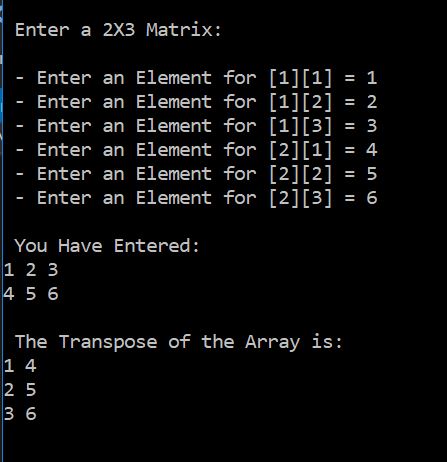 Enter a 2X3 Matrix:
- Enter an Element for [1][1] = 1
- Enter an Element for [1][2] = 2
- Enter an Element for [1][3] = 3
- Enter an Element for [2][1] = 4
- Enter an Element for [2][2] = 5
- Enter an Element for [2][3] = 6
You Have Entered:
1 2 3
4 5 6
The Transpose of the Array is:
1 4
2 5
3 6